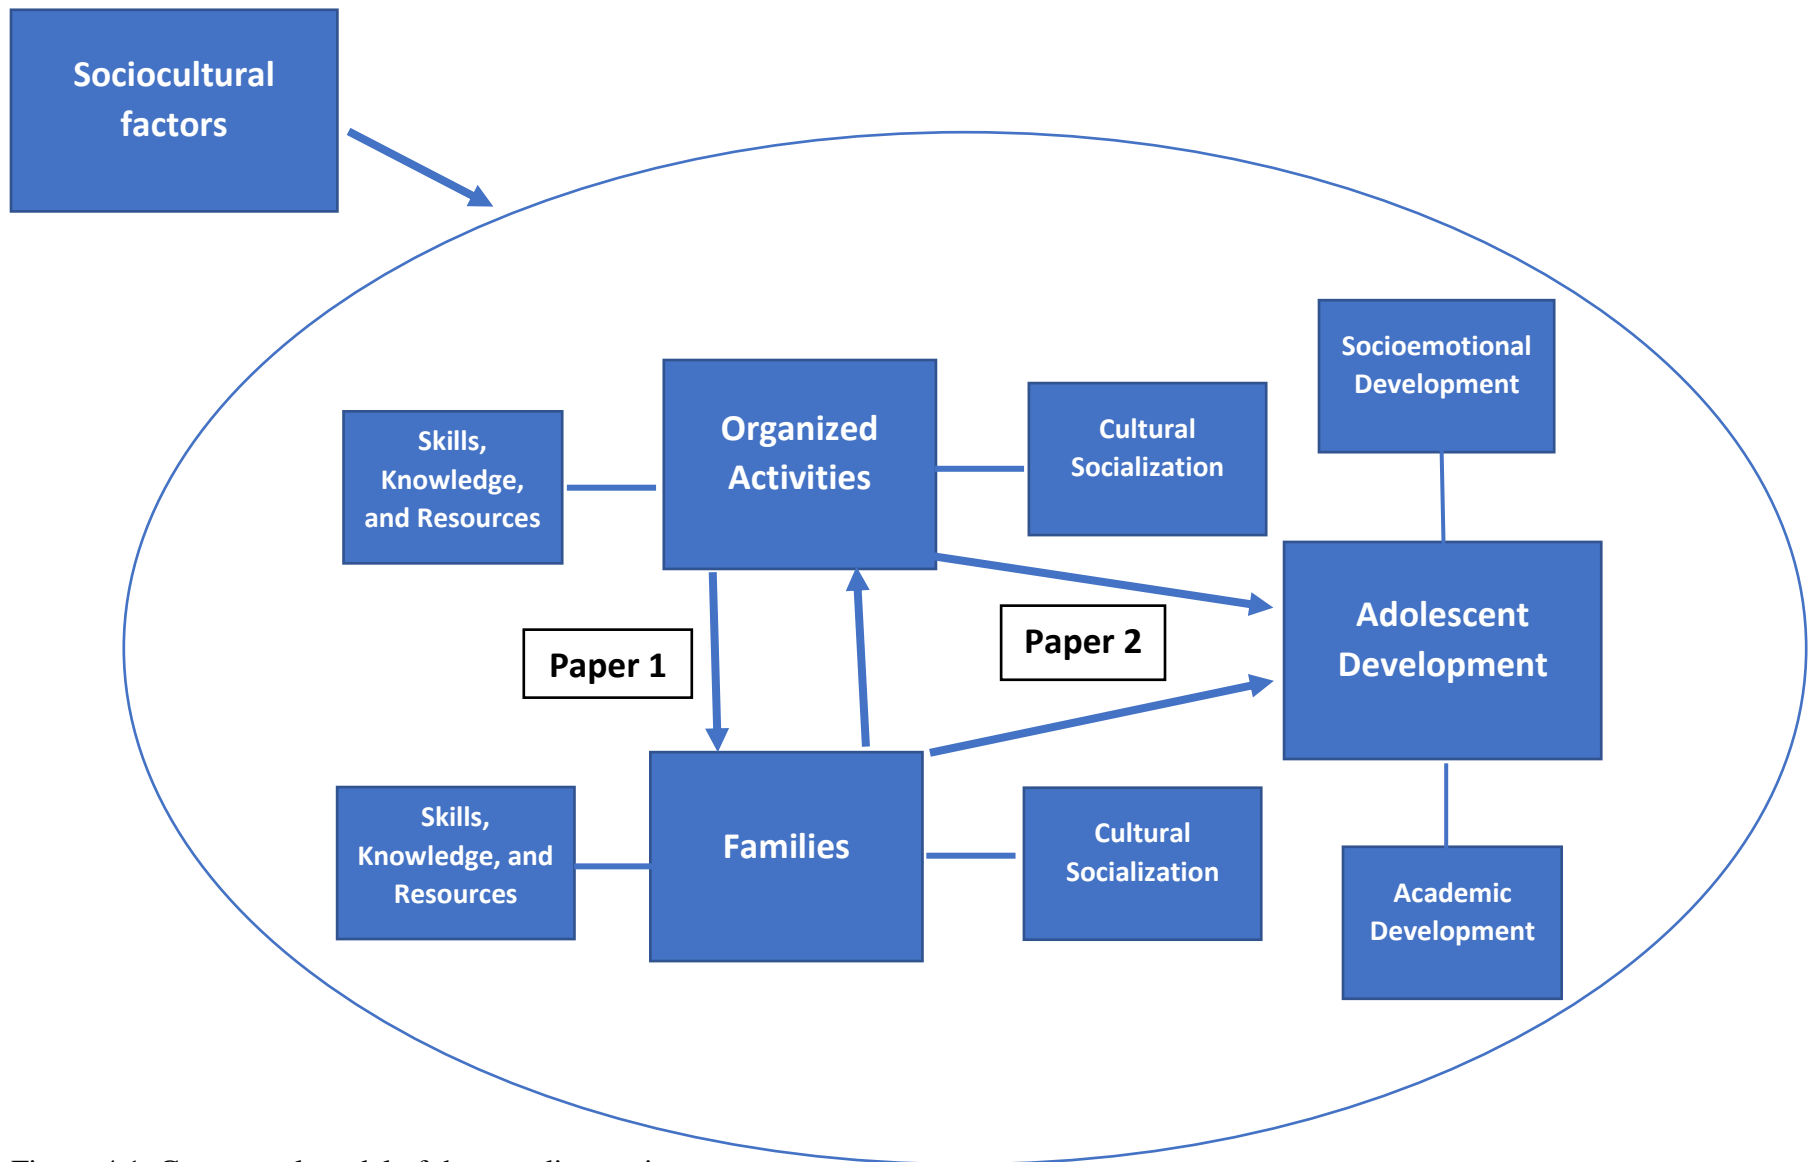 Sociocultural
factors
Socioemotional
Development
Organized
Activities
Cultural
Socialization
Skills,
Knowledge,
and Resources
Adolescent
Development
Paper 1
Paper 2
Skills,
Knowledge, and
Resources
Families
Cultural
Socialization
Academic
Development